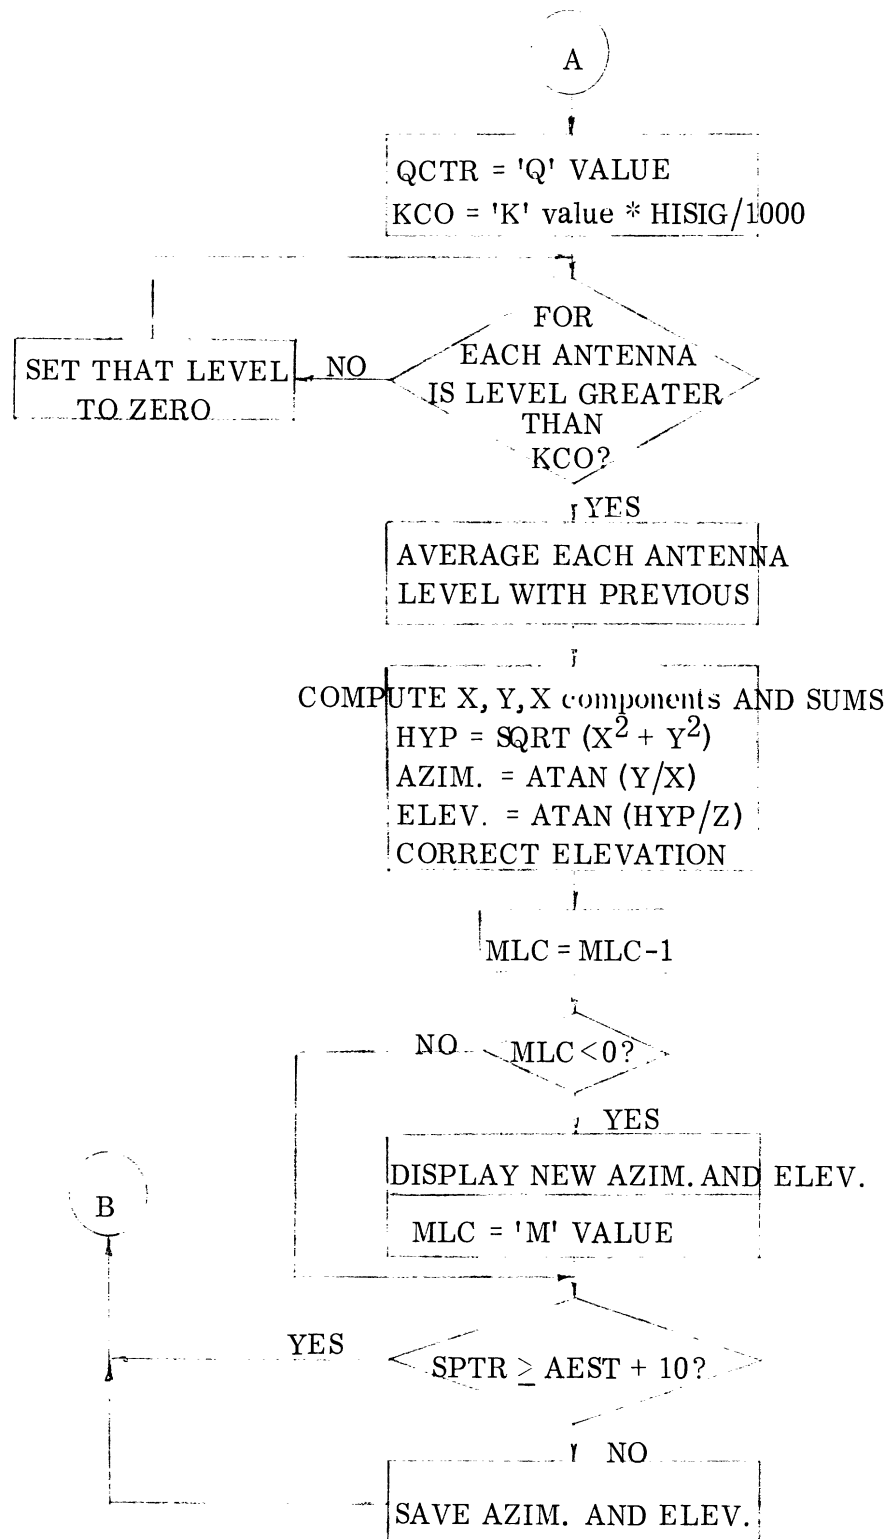 A
QCTR = 'Q' VALUE
KCO = 'K' value * HISIG/1000
FOR
EACH ANTENNA
IS LEVEL GREATER
THAN
KCO?
NO
SET THAT LEVEL
TO ZERO
YES
AVERAGE EACH ANTENNA
LEVEL WITH PREVIOUS
COMPUTE X, Y, X components AND SUMS
HYP = SQRT (X² + Y²)
AZIM. = ATAN (Y/X)
ELEV. = ATAN (HYP/Z)
CORRECT ELEVATION
MLC = MLC-1
NO
MLC <0?
YES
DISPLAY NEW AZIM. AND ELEV.
MLC = 'M' VALUE
B
YES
SPTR ≥ AEST + 10?
NO
SAVE AZIM. AND ELEV.